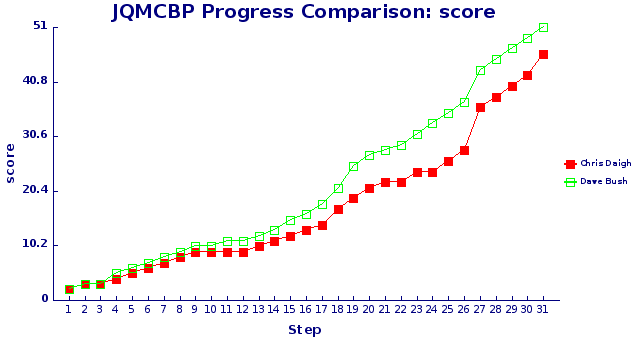 JQMCBP Progress Comparison: score
51
40.8
30.6
20.4
10.2
0
score
1 2 3 4 5 6 7 8 9 10 11 12 13 14 15 16 17 18 19 20 21 22 23 24 25 26 27 28 29 30 31
Step
Chris Daigh
Dave Bush